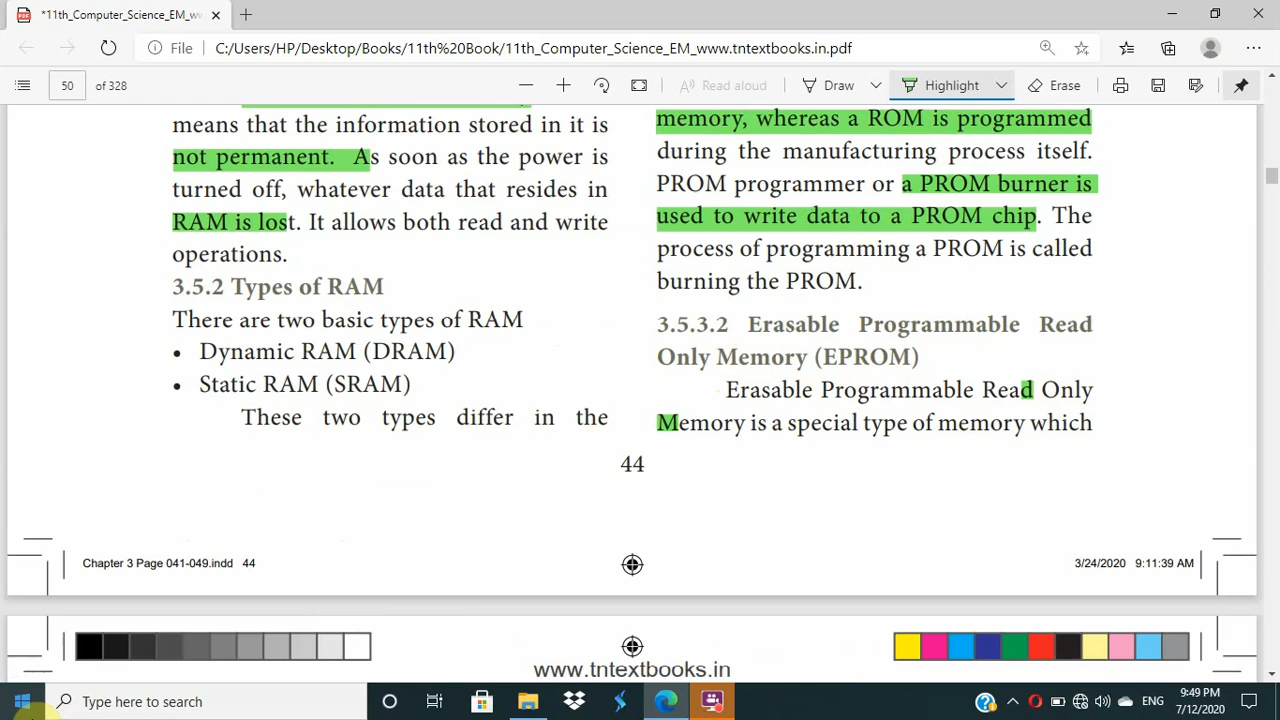 *11th_Computer_Science_EM_w
File
C:/Users/HP/Desktop/Books/11th%20Book/11th_Computer_Science_EM_www.tntextbooks.in.pdf
50 of 328
Read aloud
Draw
Highlight
Erase
means that the information stored in it is
not permanent. As soon as the power is
turned off, whatever data that resides in
RAM is lost. It allows both read and write
operations.
3.5.2 Types of RAM
There are two basic types of RAM
• Dynamic RAM (DRAM)
• Static RAM (SRAM)
These two types differ in the
memory, whereas a ROM is programmed
during the manufacturing process itself.
PROM programmer or a PROM burner is
used to write data to a PROM chip. The
process of programming a PROM is called
burning the PROM.
3.5.3.2 Erasable Programmable Read
Only Memory (EPROM)
Erasable Programmable Read Only
Memory is a special type of memory which
44
Chapter 3 Page 041-049.indd 44
3/24/2020 9:11:39 AM
www.tntextbooks.in
Type here to search
ENG
9:49 PM
7/12/2020